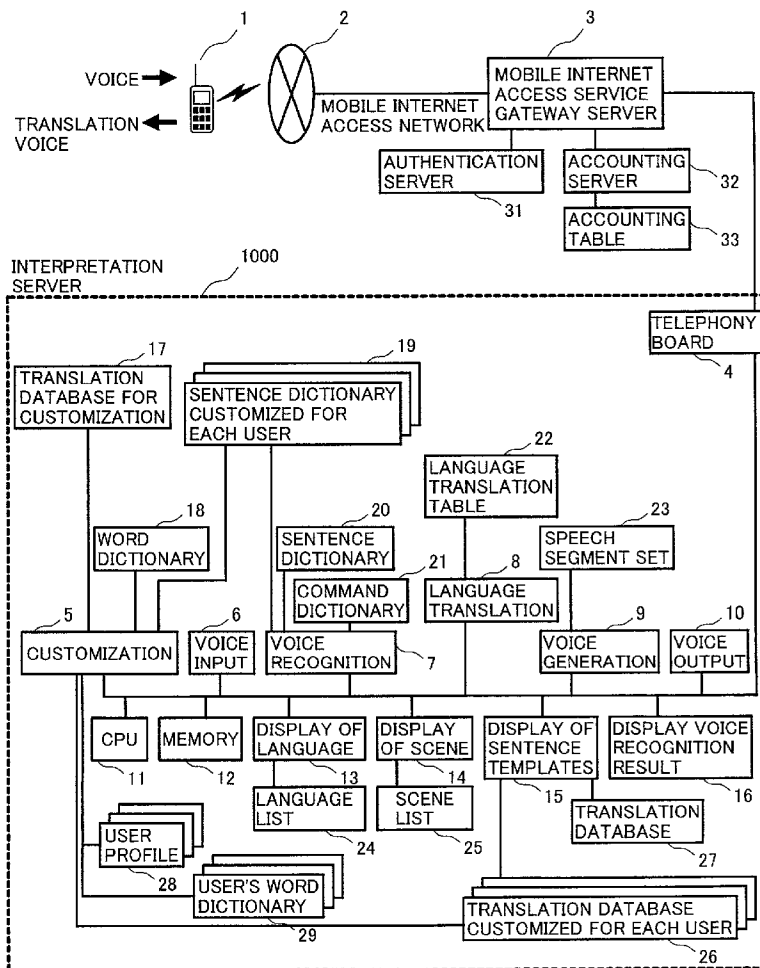 1
2
3
VOICE
TRANSLATION
VOICE
MOBILE INTERNET
ACCESS NETWORK
MOBILE INTERNET
ACCESS SERVICE
GATEWAY SERVER
AUTHENTICATION
SERVER
31
ACCOUNTING
SERVER
32
ACCOUNTING
TABLE
33
INTERPRETATION
SERVER
1000
TELEPHONY
BOARD
4
17
TRANSLATION
DATABASE FOR
CUSTOMIZATION
19
SENTENCE DICTIONARY
CUSTOMIZED FOR
EACH USER
22
LANGUAGE
TRANSLATION
TABLE
18
WORD
DICTIONARY
20
SENTENCE
DICTIONARY
23
SPEECH
SEGMENT SET
21
COMMAND
DICTIONARY
8
LANGUAGE
TRANSLATION
5
CUSTOMIZATION
6
VOICE
INPUT
VOICE
RECOGNITION
7
9
VOICE
GENERATION
10
VOICE
OUTPUT
CPU
11
MEMORY
12
DISPLAY OF
LANGUAGE
13
DISPLAY
OF SCENE
14
DISPLAY OF
SENTENCE
TEMPLATES
15
DISPLAY VOICE
RECOGNITION
RESULT
16
LANGUAGE
LIST
24
SCENE
LIST
25
TRANSLATION
DATABASE
27
USER
PROFILE
28
USER'S WORD
DICTIONARY
29
TRANSLATION DATABASE
CUSTOMIZED FOR EACH USER
26